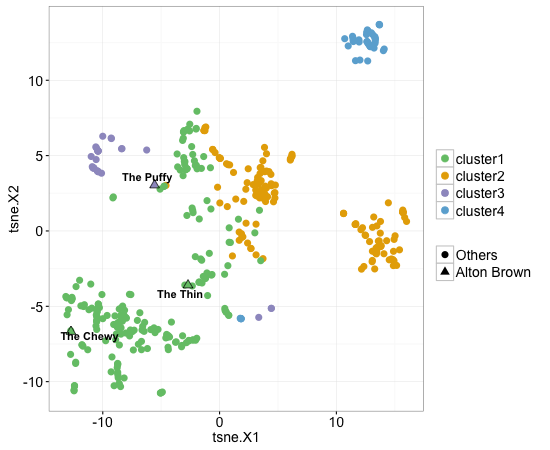 10
5
0
-5
-10
-10
0
10
tsne.X2
tsne.X1
The Puffy
The Thin
The Chewy
cluster1
cluster2
cluster3
cluster4
Others
Alton Brown